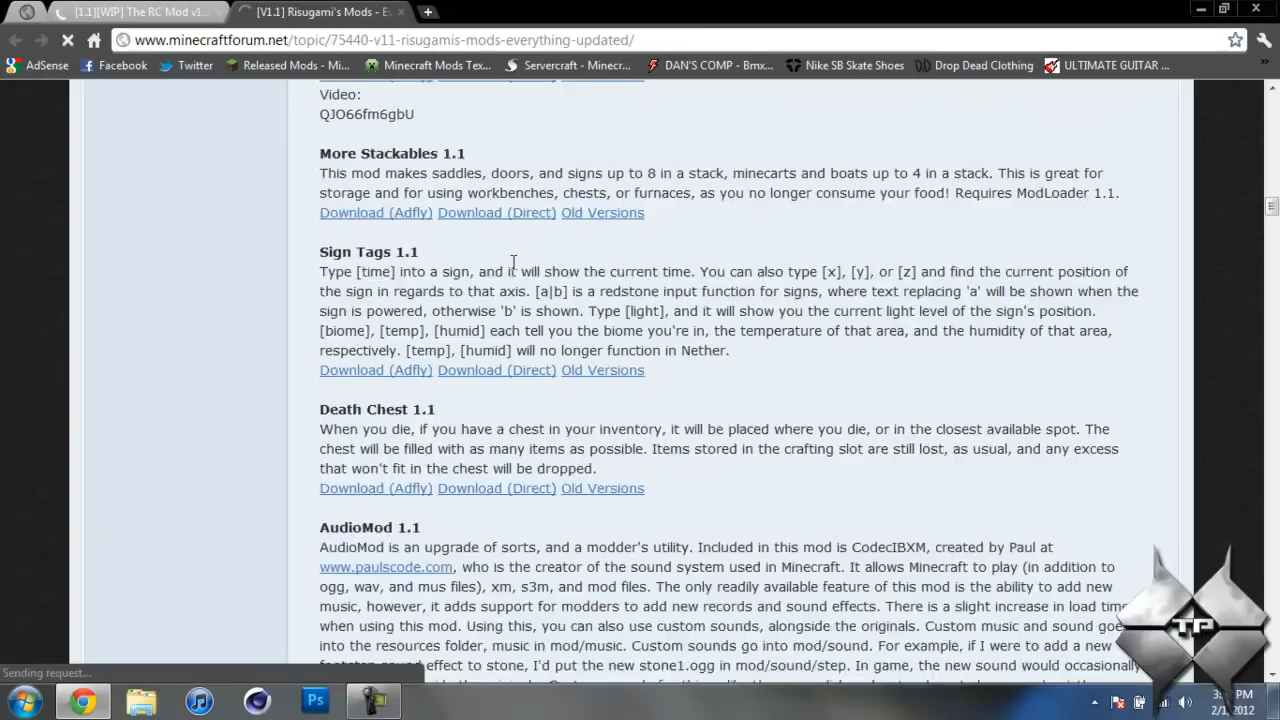 [1.1][WIP] The RC Mod v1...
[V1.1] Risugami's Mods - Ev
www.minecraftforum.net/topic/75440-v11-risugamis-mods-everything-updated/
AdSense
Facebook
Twitter
Released Mods - Mi...
Minecraft Mods Tex...
Servercraft - Minecr...
DAN'S COMP - Bmx...
Nike SB Skate Shoes
Drop Dead Clothing
ULTIMATE GUITAR ...
Video:
QJO66fm6gbU
More Stackables 1.1
This mod makes saddles, doors, and signs up to 8 in a stack, minecarts and boats up to 4 in a stack. This is great for
storage and for using workbenches, chests, or furnaces, as you no longer consume your food! Requires ModLoader 1.1.
Download (Adfly) Download (Direct) Old Versions
Sign Tags 1.1
Type [time] into a sign, and it will show the current time. You can also type [x], [y], or [z] and find the current position of
the sign in regards to that axis. [a|b] is a redstone input function for signs, where text replacing 'a' will be shown when the
sign is powered, otherwise 'b' is shown. Type [light], and it will show you the current light level of the sign's position.
[biome], [temp], [humid] each tell you the biome you're in, the temperature of that area, and the humidity of that area,
respectively. [temp], [humid] will no longer function in Nether.
Download (Adfly) Download (Direct) Old Versions
Death Chest 1.1
When you die, if you have a chest in your inventory, it will be placed where you die, or in the closest available spot. The
chest will be filled with as many items as possible. Items stored in the crafting slot are still lost, as usual, and any excess
that won't fit in the chest will be dropped.
Download (Adfly) Download (Direct) Old Versions
AudioMod 1.1
AudioMod is an upgrade of sorts, and a modder's utility. Included in this mod is CodecIBXM, created by Paul at
www.paulscode.com, who is the creator of the sound system used in Minecraft. It allows Minecraft to play (in addition to
ogg, wav, and mus files), xm, s3m, and mod files. The only readily available feature of this mod is the ability to add new
music, however, it adds support for modders to add new records and sound effects. There is a slight increase in load time
when using this mod. Using this, you can also use custom sounds, alongside the originals. Custom music and sound goes
into the resources folder, music in mod/music. Custom sounds go into mod/sound. For example, if I were to add a new
effect to stone, I'd put the new stone1.ogg in mod/sound/step. In game, the new sound would occasionally
Sending request...
TP
Ps
PM
2/1/2012